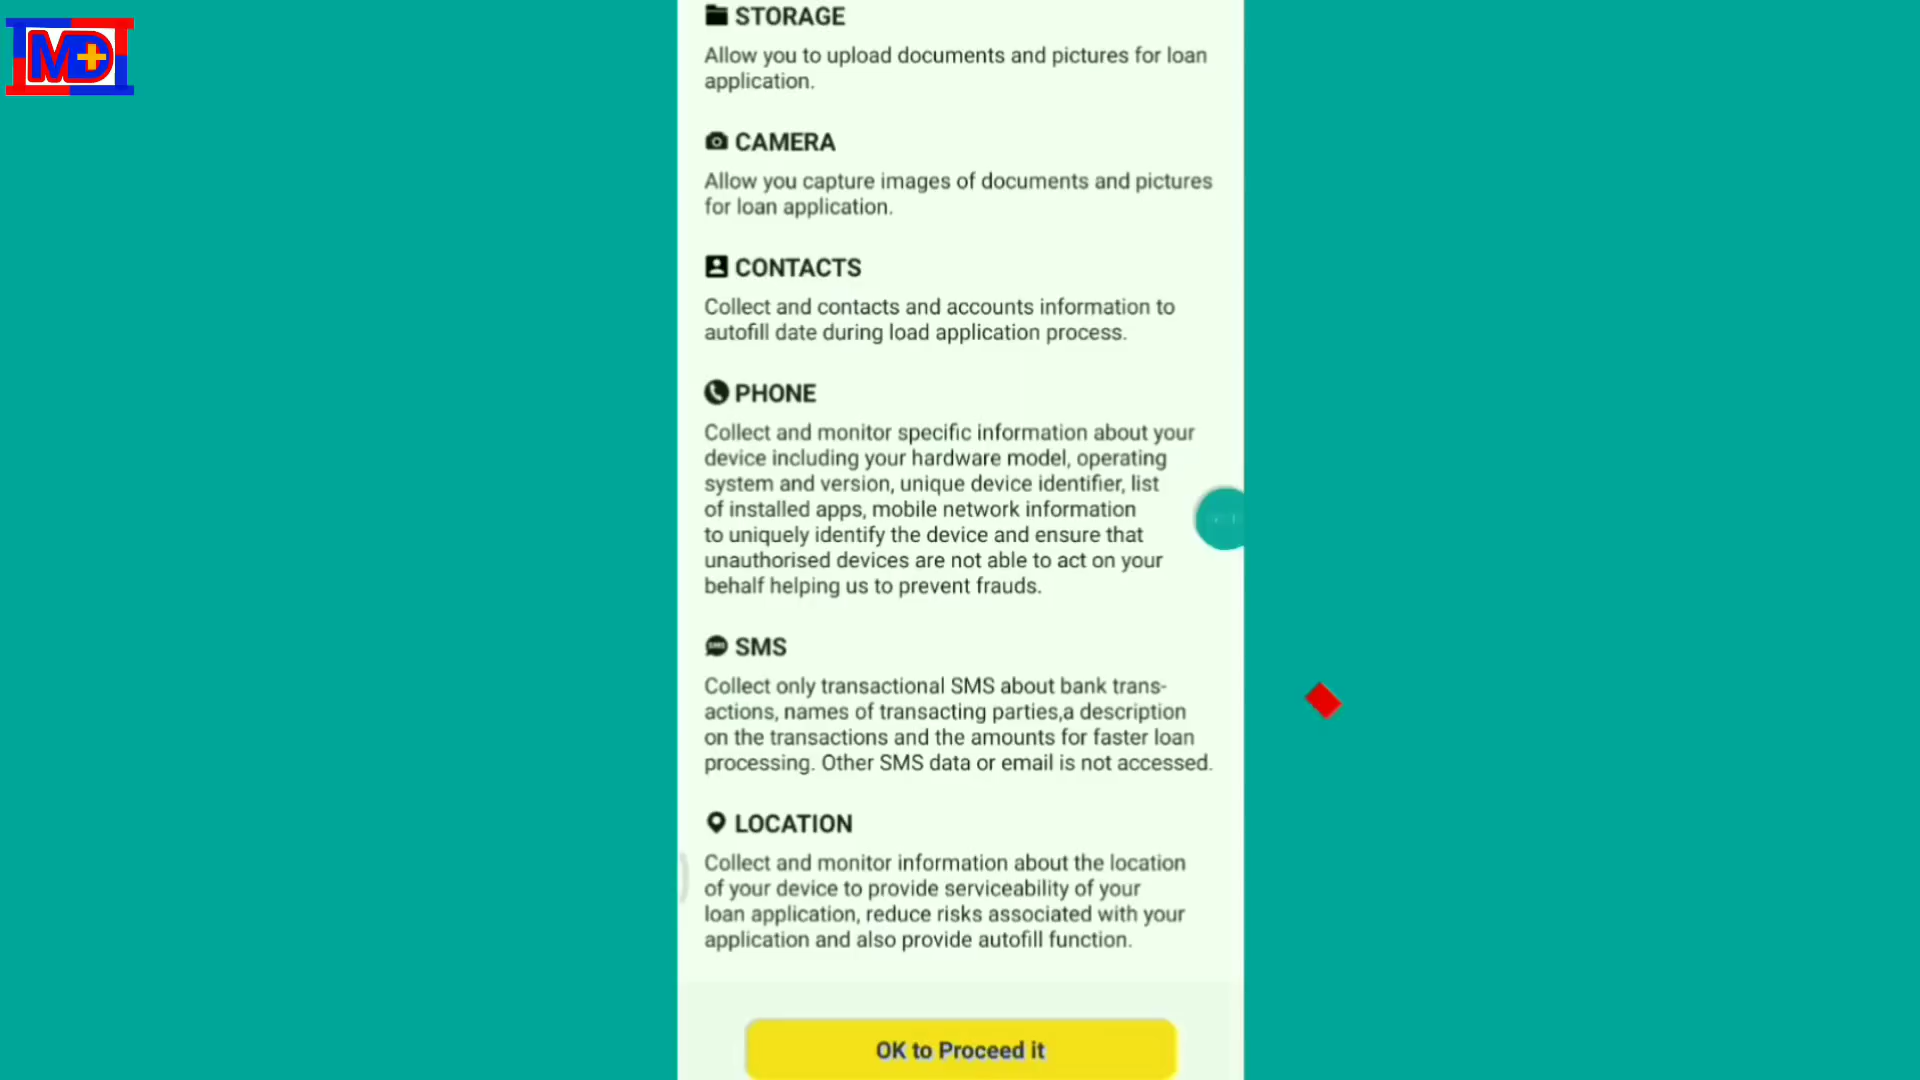 MD+
STORAGE
Allow you to upload documents and pictures for loan
application.
CAMERA
Allow you capture images of documents and pictures
for loan application.
CONTACTS
Collect and contacts and accounts information to
autofill date during load application process.
PHONE
Collect and monitor specific information about your
device including your hardware model, operating
system and version, unique device identifier, list
of installed apps, mobile network information
to uniquely identify the device and ensure that
unauthorised devices are not able to act on your
behalf helping us to prevent frauds.
SMS
Collect only transactional SMS about bank trans-
actions, names of transacting parties,a description
on the transactions and the amounts for faster loan
processing. Other SMS data or email is not accessed.
LOCATION
Collect and monitor information about the location
of your device to provide serviceability of your
loan application, reduce risks associated with your
application and also provide autofill function.
OK to Proceed it